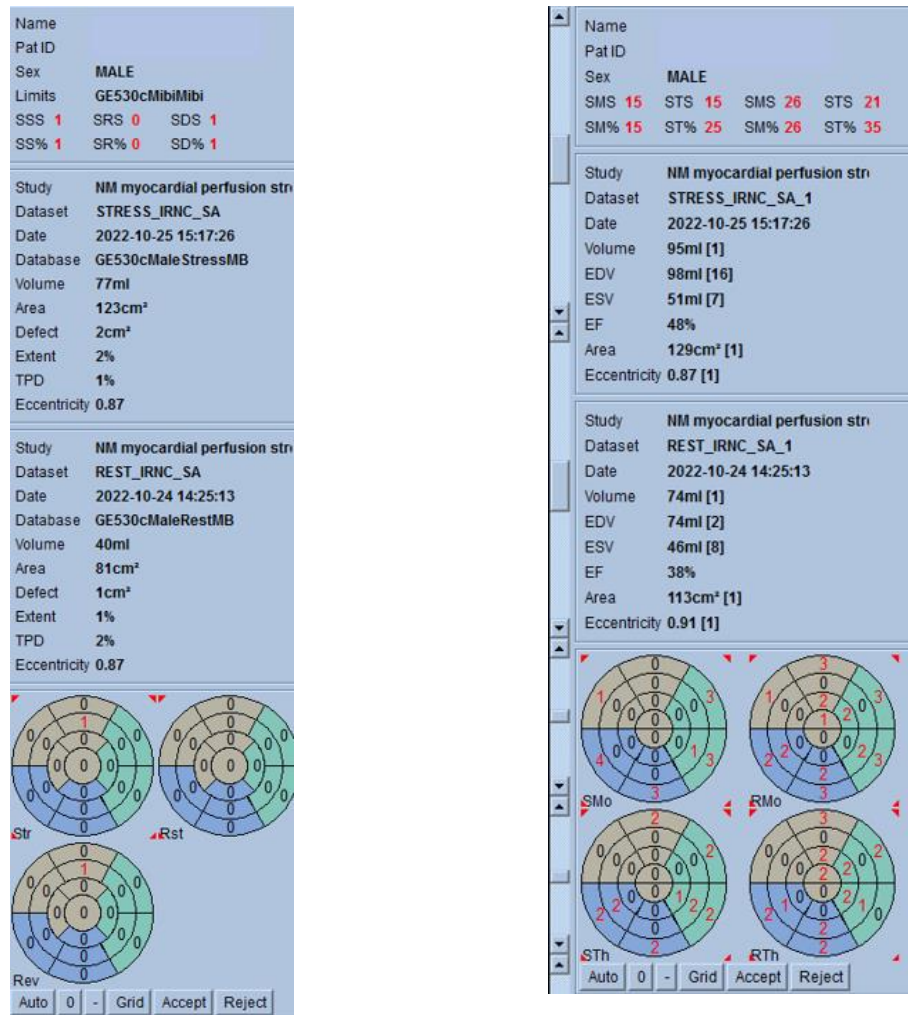 Name
Pat ID
Sex MALE
Limits GE530cMibiMibi
SSS 1 SRS 0 SDS 1
SS% 1 SR% 0 SD% 1
Study NM myocardial perfusion stre
Dataset STRESS_IRNC_SA
Date 2022-10-25 15:17:26
Database GE530cMaleStressMB
Volume 77ml
Area 123cm²
Defect 2cm²
Extent 2%
TPD 1%
Eccentricity 0.87
Study NM myocardial perfusion stre
Dataset REST_IRNC_SA
Date 2022-10-24 14:25:13
Database GE530cMaleRestMB
Volume 40ml
Area 81cm²
Defect 1cm²
Extent 1%
TPD 2%
Eccentricity 0.87
Str
Rst
Rev
Auto 0 - Grid Accept Reject
Name
Pat ID
Sex MALE
SMS 15 STS 15 SMS 26 STS 21
SM% 15 ST% 25 SM% 26 ST% 35
Study NM myocardial perfusion stre
Dataset STRESS_IRNC_SA_1
Date 2022-10-25 15:17:26
Volume 95ml [1]
EDV 98ml [16]
ESV 51ml [7]
EF 48%
Area 129cm² [1]
Eccentricity 0.87 [1]
Study NM myocardial perfusion stre
Dataset REST_IRNC_SA_1
Date 2022-10-24 14:25:13
Volume 74ml [1]
EDV 74ml [2]
ESV 46ml [8]
EF 38%
Area 113cm² [1]
Eccentricity 0.91 [1]
SMo
RMo
STh
RTh
Auto 0 - Grid Accept Reject